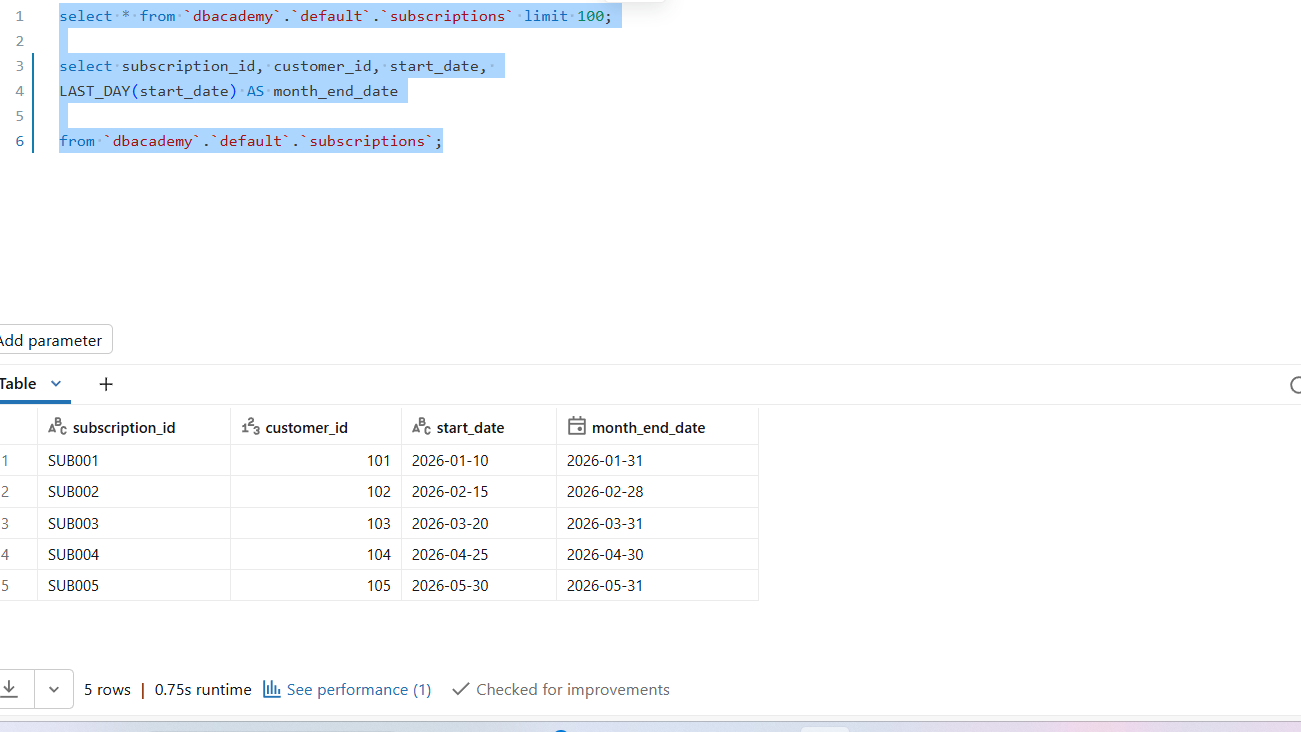 1 select * from `dbacademy`.`default`.`subscriptions` limit 100;
2
3 select subscription_id, customer_id, start_date,
4 LAST_DAY(start_date) AS month_end_date
5
6 from `dbacademy`.`default`.`subscriptions`;
Add parameter
Table +
subscription_id customer_id start_date month_end_date
1 SUB001 101 2026-01-10 2026-01-31
2 SUB002 102 2026-02-15 2026-02-28
3 SUB003 103 2026-03-20 2026-03-31
4 SUB004 104 2026-04-25 2026-04-30
5 SUB005 105 2026-05-30 2026-05-31
5 rows | 0.75s runtime See performance (1) Checked for improvements